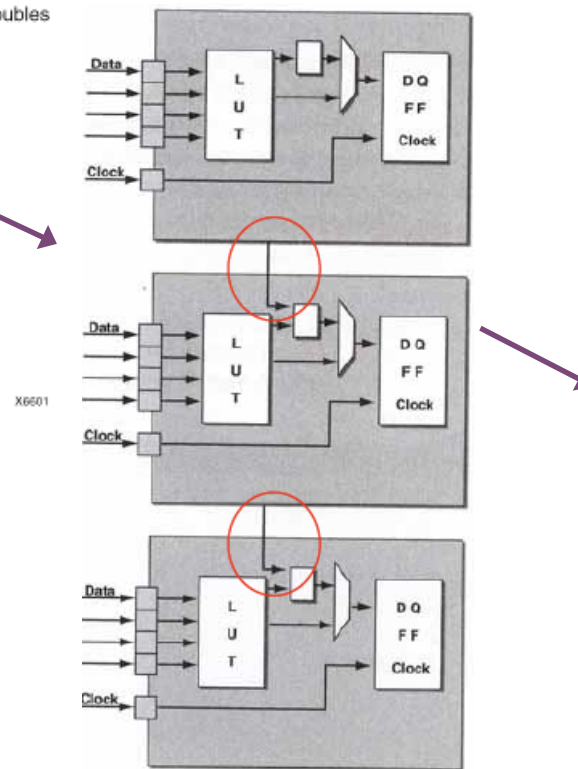 oubles
Data
L
U
T
D Q
F F
Clock
Clock
Data
L
U
T
D Q
F F
Clock
X6601
Clock
Data
L
U
T
D Q
F F
Clock
Clock